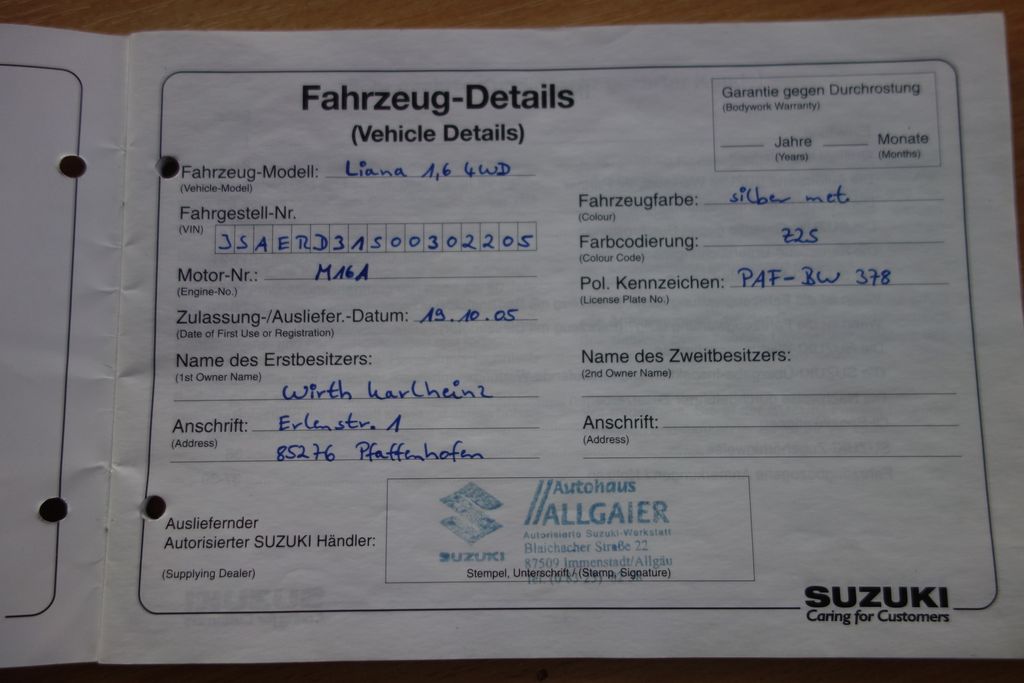 Fahrzeug-Details
(Vehicle Details)
Garantie gegen Durchrostung
(Bodywork Warranty)
Jahre Monate
(Years) (Months)
Fahrzeug-Modell: Liana 1,6 4WD
(Vehicle-Model)
Fahrgestell-Nr.
(VIN)
JSAERD31S00302205
Motor-Nr.: M16A
(Engine-No.)
Zulassung-/Ausliefer.-Datum: 19.10.05
(Date of First Use or Registration)
Name des Erstbesitzers:
(1st Owner Name)
Wirth Karlheinz
Anschrift: Erlenstr. 1
(Address)
85276 Pfaffenhofen
Fahrzeugfarbe: silber met.
(Colour)
Farbcodierung: Z2S
(Colour Code)
Pol. Kennzeichen: PAF-BW 378
(License Plate No.)
Name des Zweitbesitzers:
(2nd Owner Name)
Anschrift:
(Address)
Ausliefernder
Autorisierter SUZUKI Händler:
(Supplying Dealer)
SUZUKI
Autohaus
ALLGAIER
Autorisierte Suzuki-Werkstatt
Blaichacher Straße 22
87509 Immenstadt/Allgäu
Stempel, Unterschrift / (Stamp, Signature)
SUZUKI
Caring for Customers